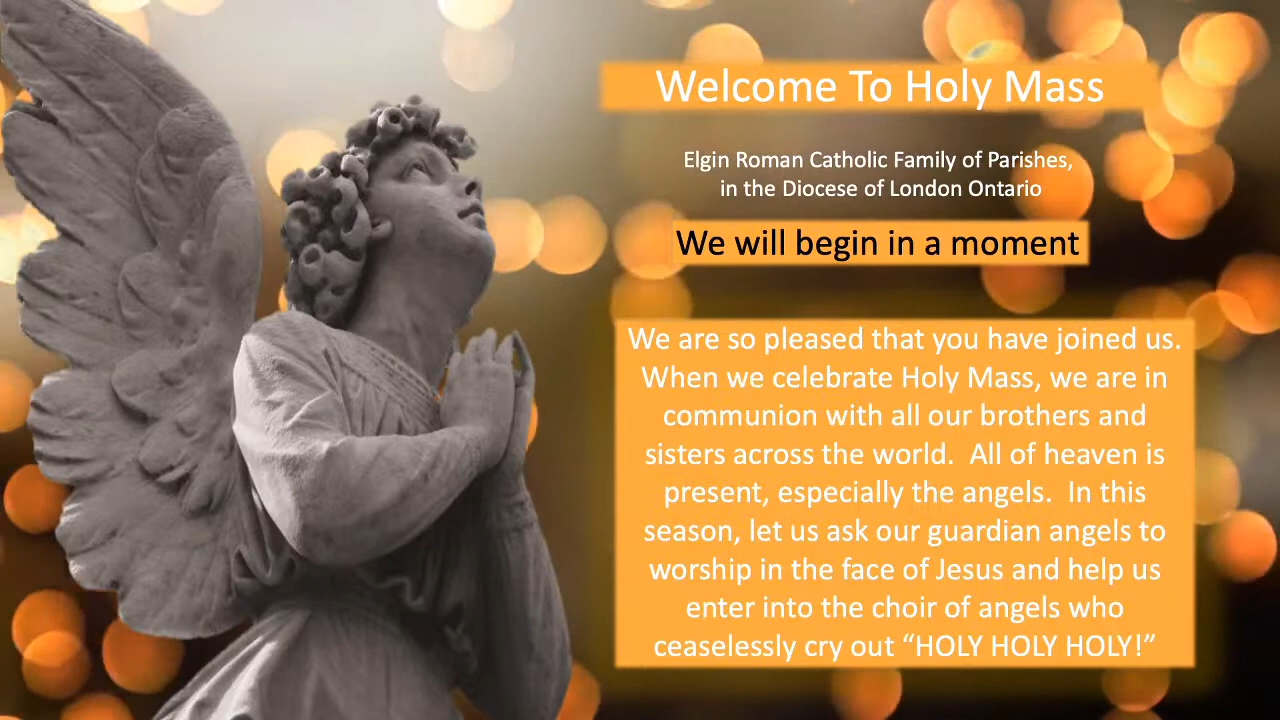 Welcome To Holy Mass
Elgin Roman Catholic Family of Parishes,
in the Diocese of London Ontario
We will begin in a moment
We are so pleased that you have joined us.
When we celebrate Holy Mass, we are in
communion with all our brothers and
sisters across the world.  All of heaven is
present, especially the angels.  In this
season, let us ask our guardian angels to
worship in the face of Jesus and help us
enter into the choir of angels who
ceaselessly cry out “HOLY HOLY HOLY!”